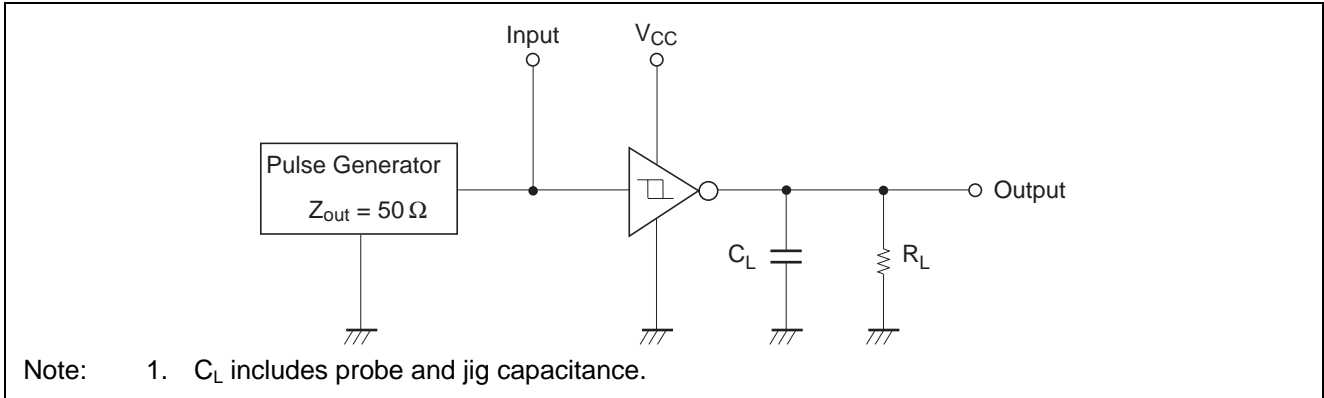 Input
VCC
Pulse Generator
Zout = 50 Ω
Output
CL
RL
Note: 1. CL includes probe and jig capacitance.